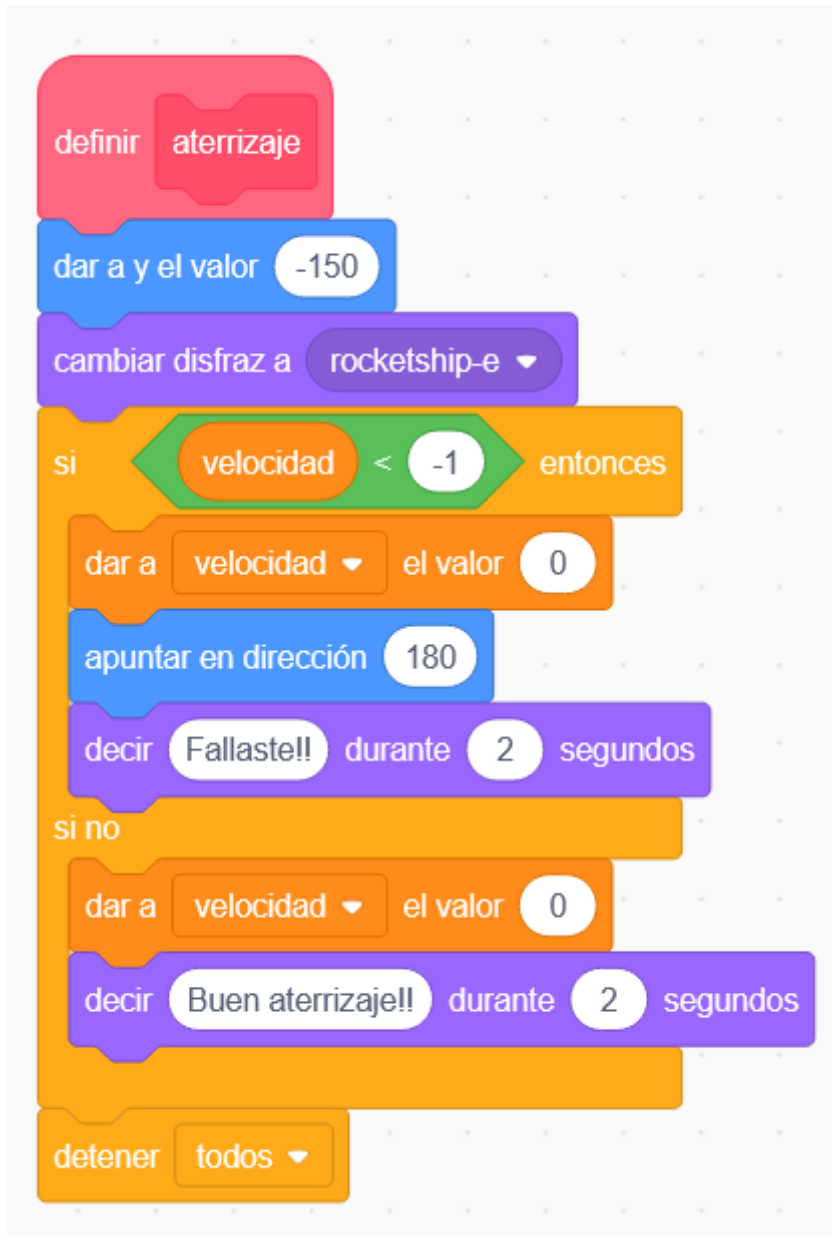 definir aterrizaje
dar a y el valor -150
cambiar disfraz a rocketship-e
si velocidad < -1 entonces
dar a velocidad el valor 0
apuntar en dirección 180
decir Fallaste!! durante 2 segundos
si no
dar a velocidad el valor 0
decir Buen aterrizaje!! durante 2 segundos
detener todos